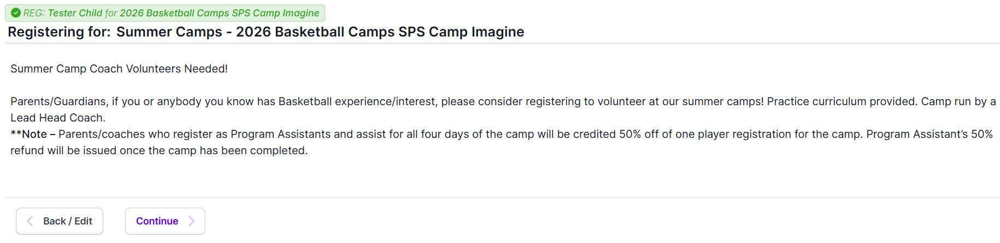 REG: Tester Child for 2026 Basketball Camps SPS Camp Imagine
Registering for: Summer Camps - 2026 Basketball Camps SPS Camp Imagine
Summer Camp Coach Volunteers Needed!
Parents/Guardians, if you or anybody you know has Basketball experience/interest, please consider registering to volunteer at our summer camps! Practice curriculum provided. Camp run by a
Lead Head Coach.
**Note – Parents/coaches who register as Program Assistants and assist for all four days of the camp will be credited 50% off of one player registration for the camp. Program Assistant’s 50%
refund will be issued once the camp has been completed.
Back / Edit
Continue